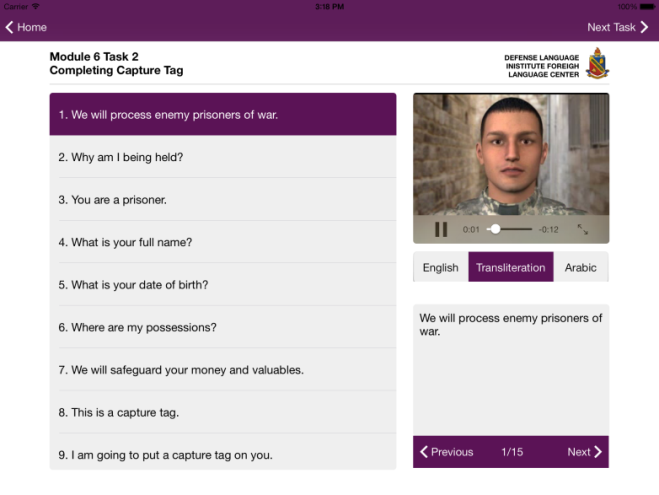 Carrier
3:18 PM
100%
Home
Next Task
Module 6 Task 2
Completing Capture Tag
DEFENSE LANGUAGE
INISTITUTE FOREIGH
LANGUAGE CENTER
1. We will process enemy prisoners of war.
2. Why am I being held?
3. You are a prisoner.
4. What is your full name?
5. What is your date of birth?
6. Where are my possessions?
7. We will safeguard your money and valuables.
8. This is a capture tag.
9. I am going to put a capture tag on you.
0:01
-0:12
English
Transliteration
Arabic
We will process enemy prisoners of
war.
Previous
1/15
Next